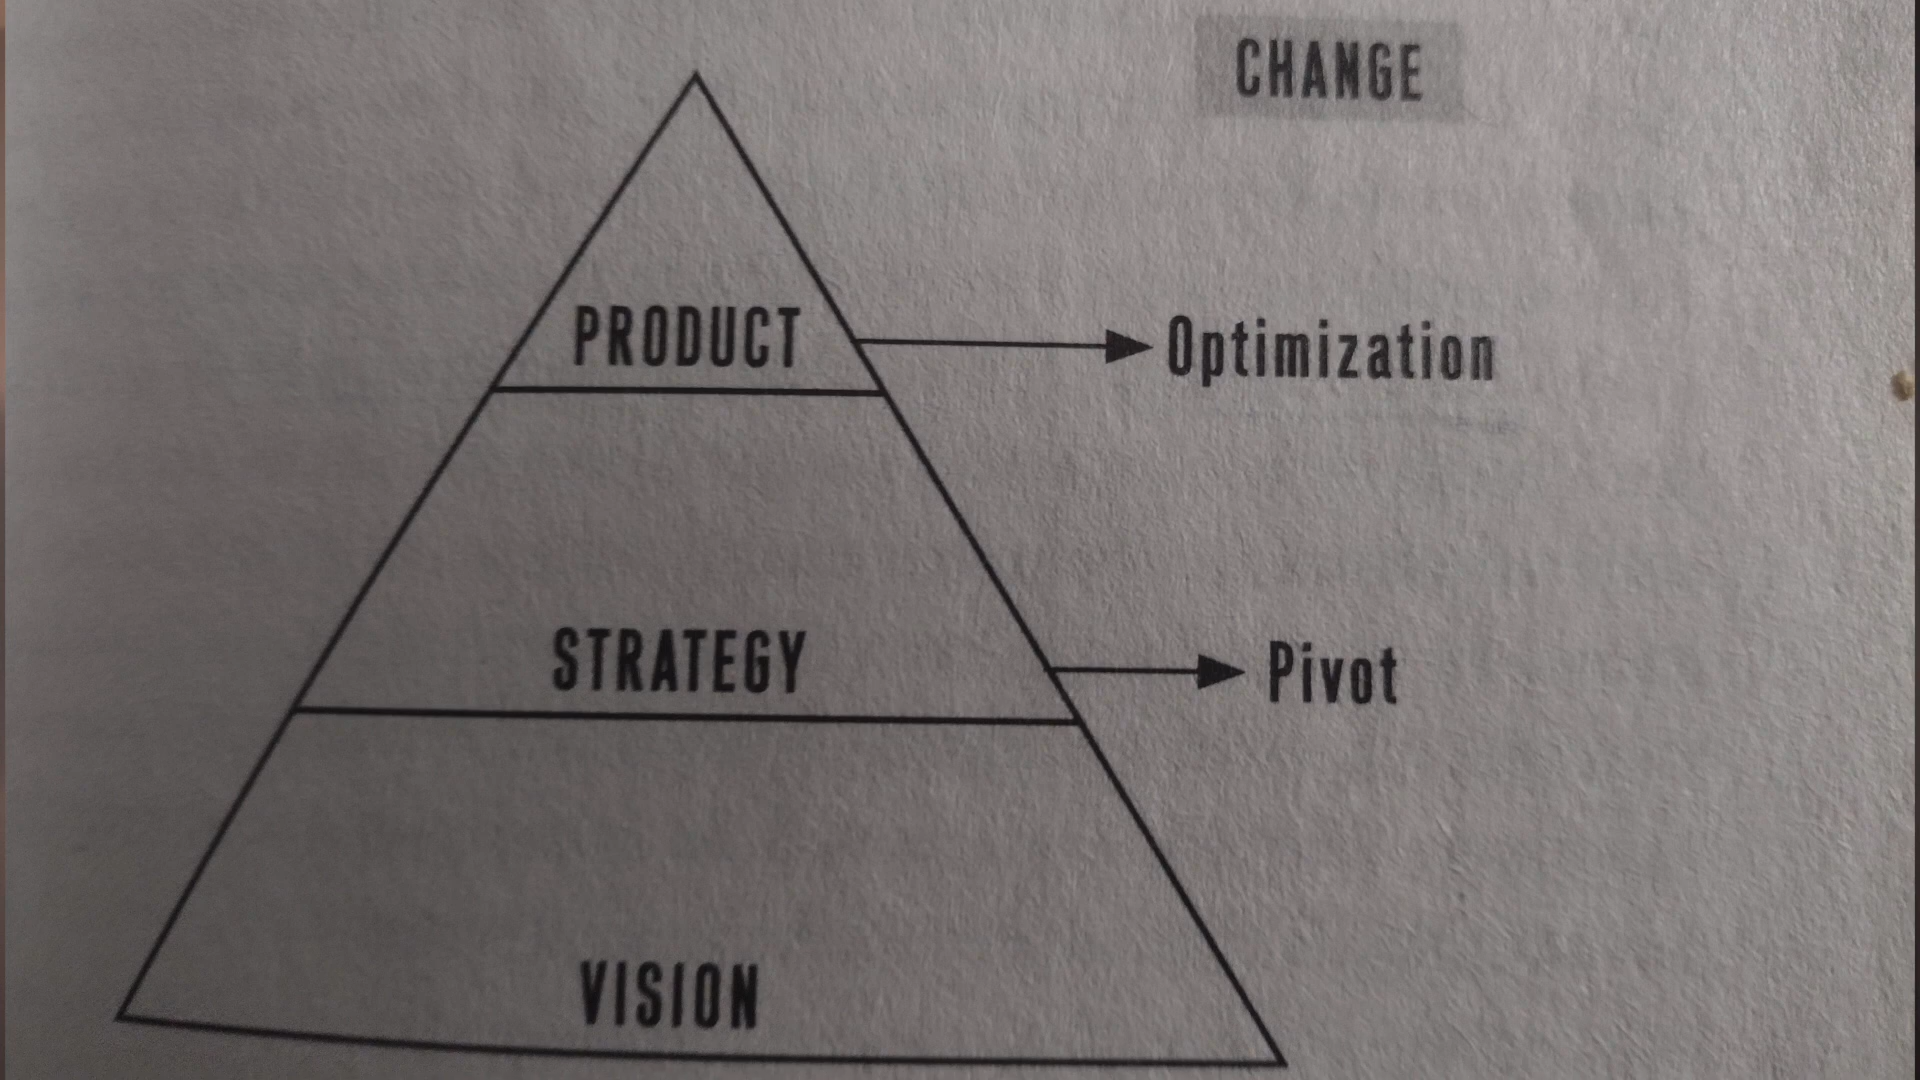 CHANGE
PRODUCT
Optimization
STRATEGY
Pivot
VISION